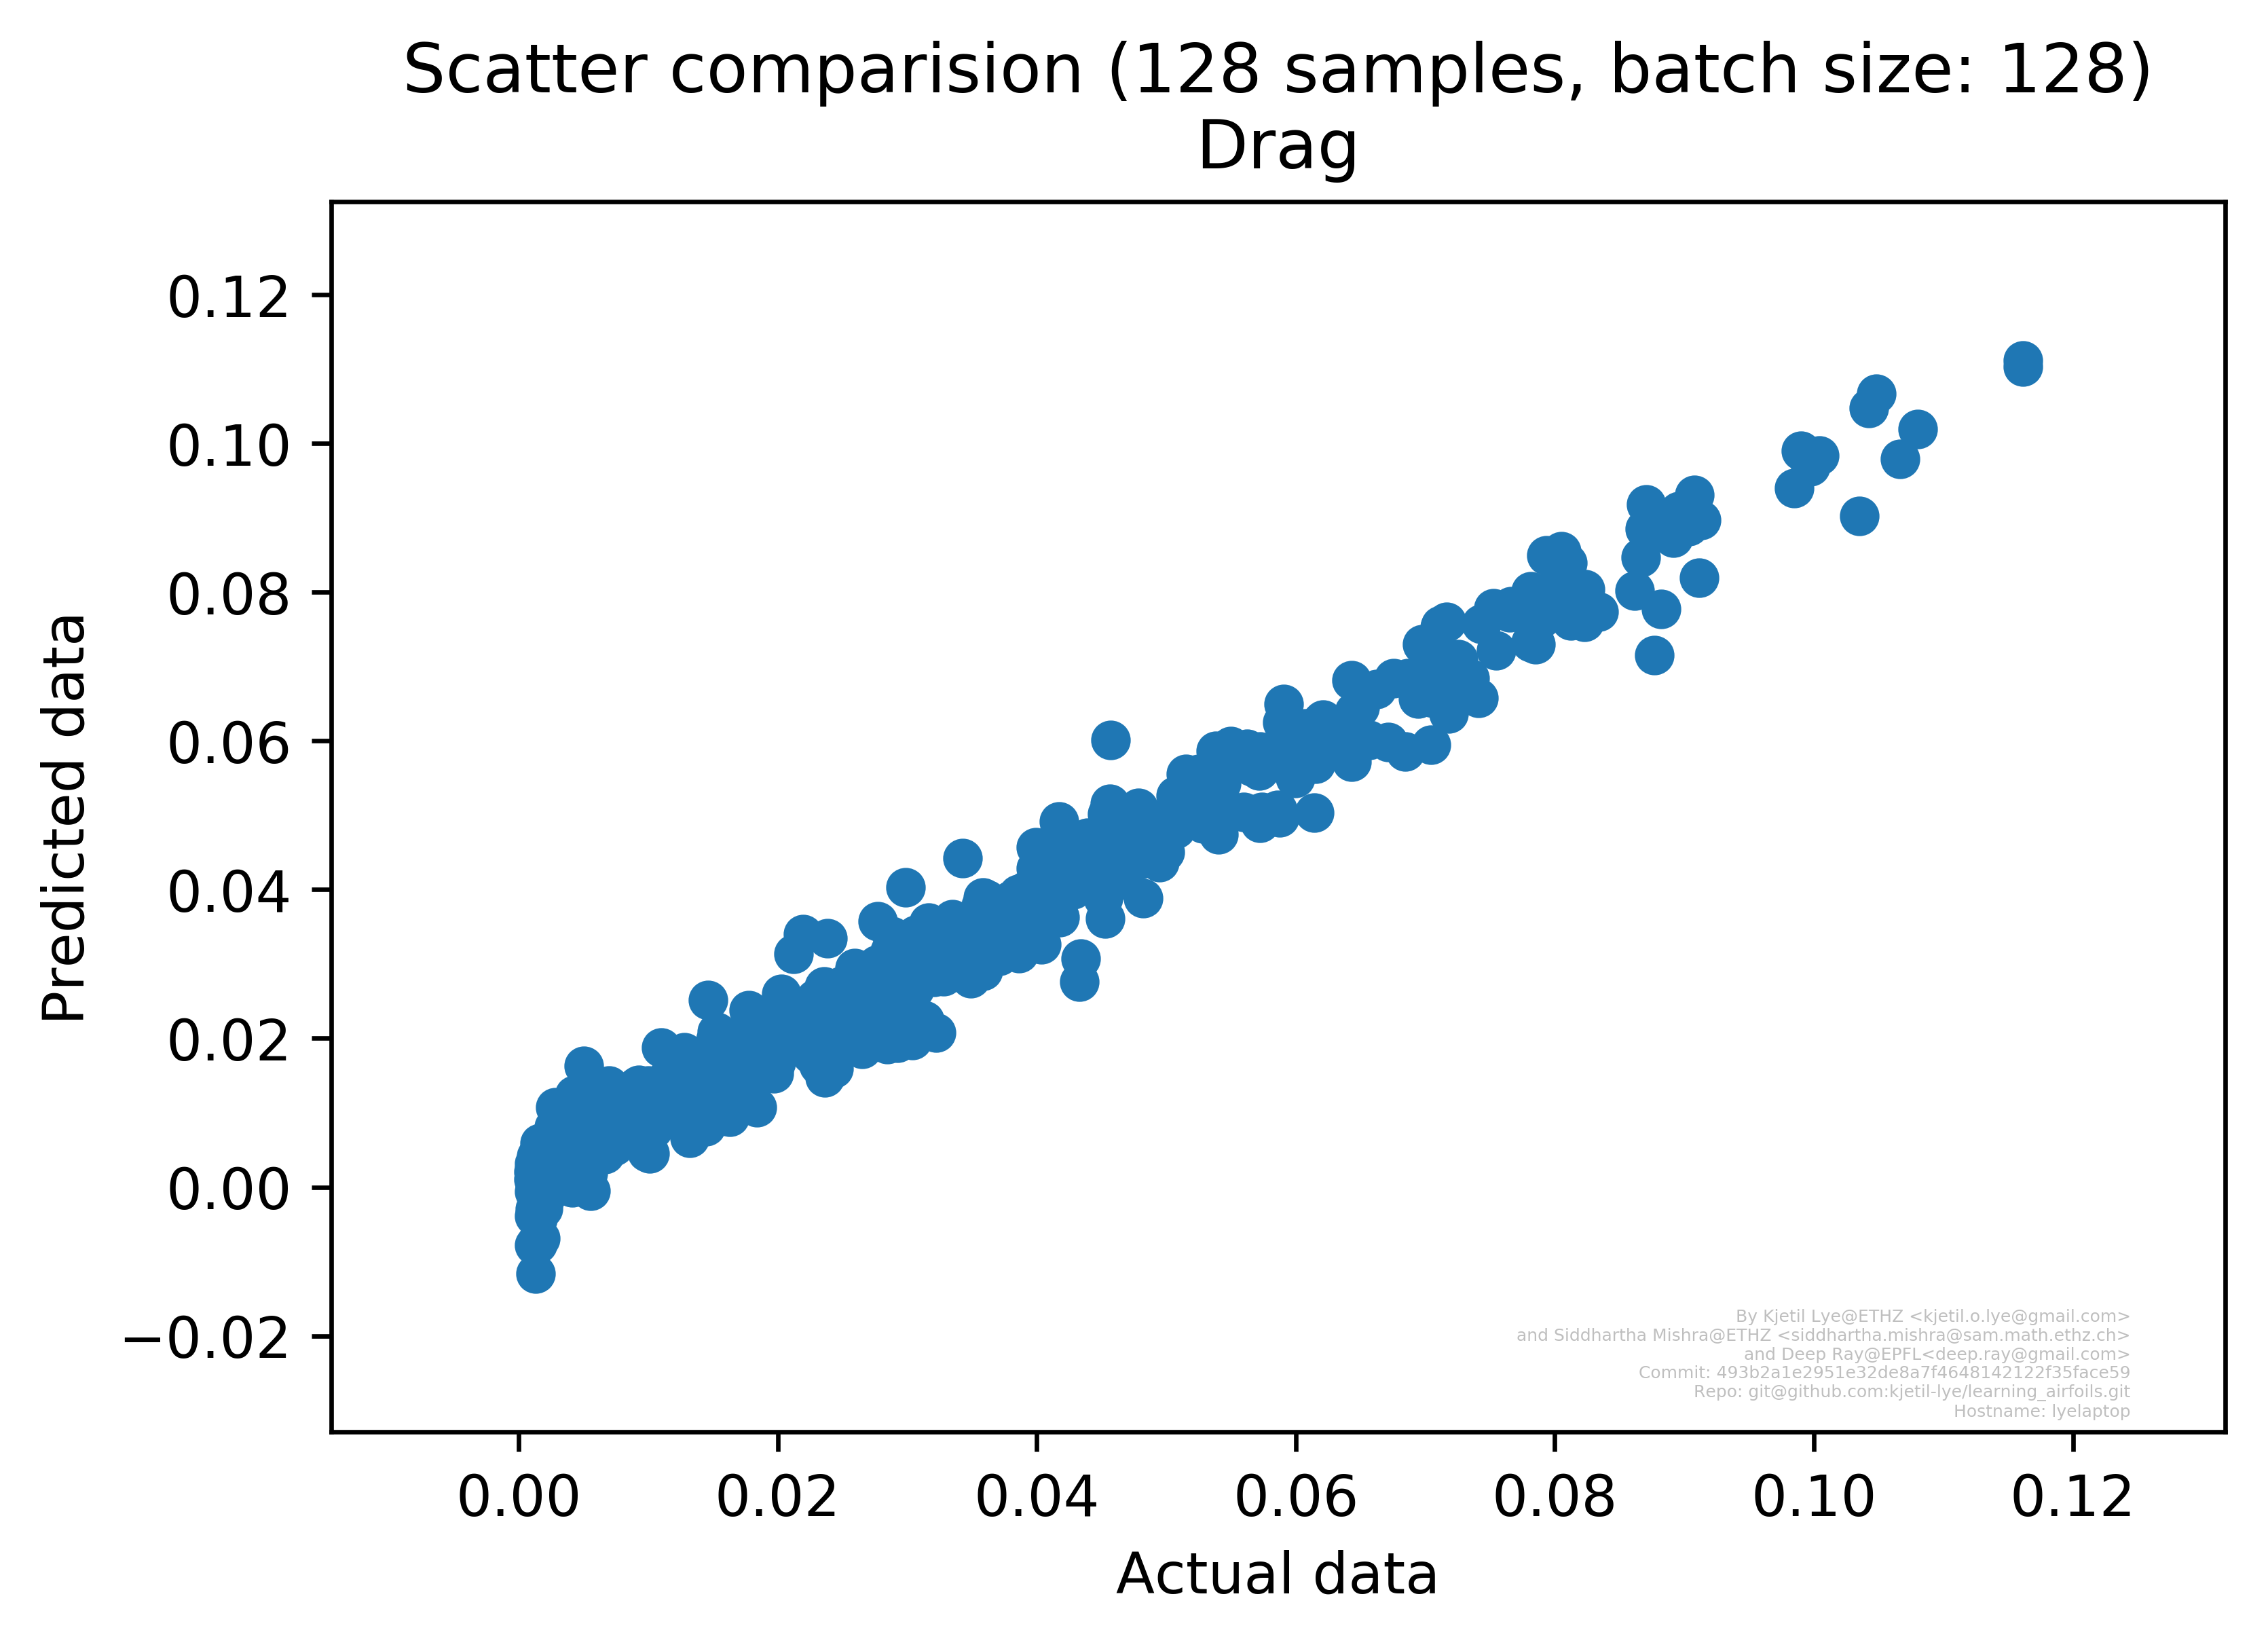 Scatter comparision (128 samples, batch size: 128)
Drag
0.12
0.10
0.08
0.06
0.04
0.02
0.00
−0.02
Predicted data
0.00 0.02 0.04 0.06 0.08 0.10 0.12
Actual data
By Kjetil Lye@ETHZ <kjetil.o.lye@gmail.com>
and Siddhartha Mishra@ETHZ <siddhartha.mishra@sam.math.ethz.ch>
and Deep Ray@EPFL<deep.ray@gmail.com>
Commit: 493b2a1e2951e32de8a7f4648142122f35face59
Repo: git@github.com:kjetil-lye/learning_airfoils.git
Hostname: lyelaptop